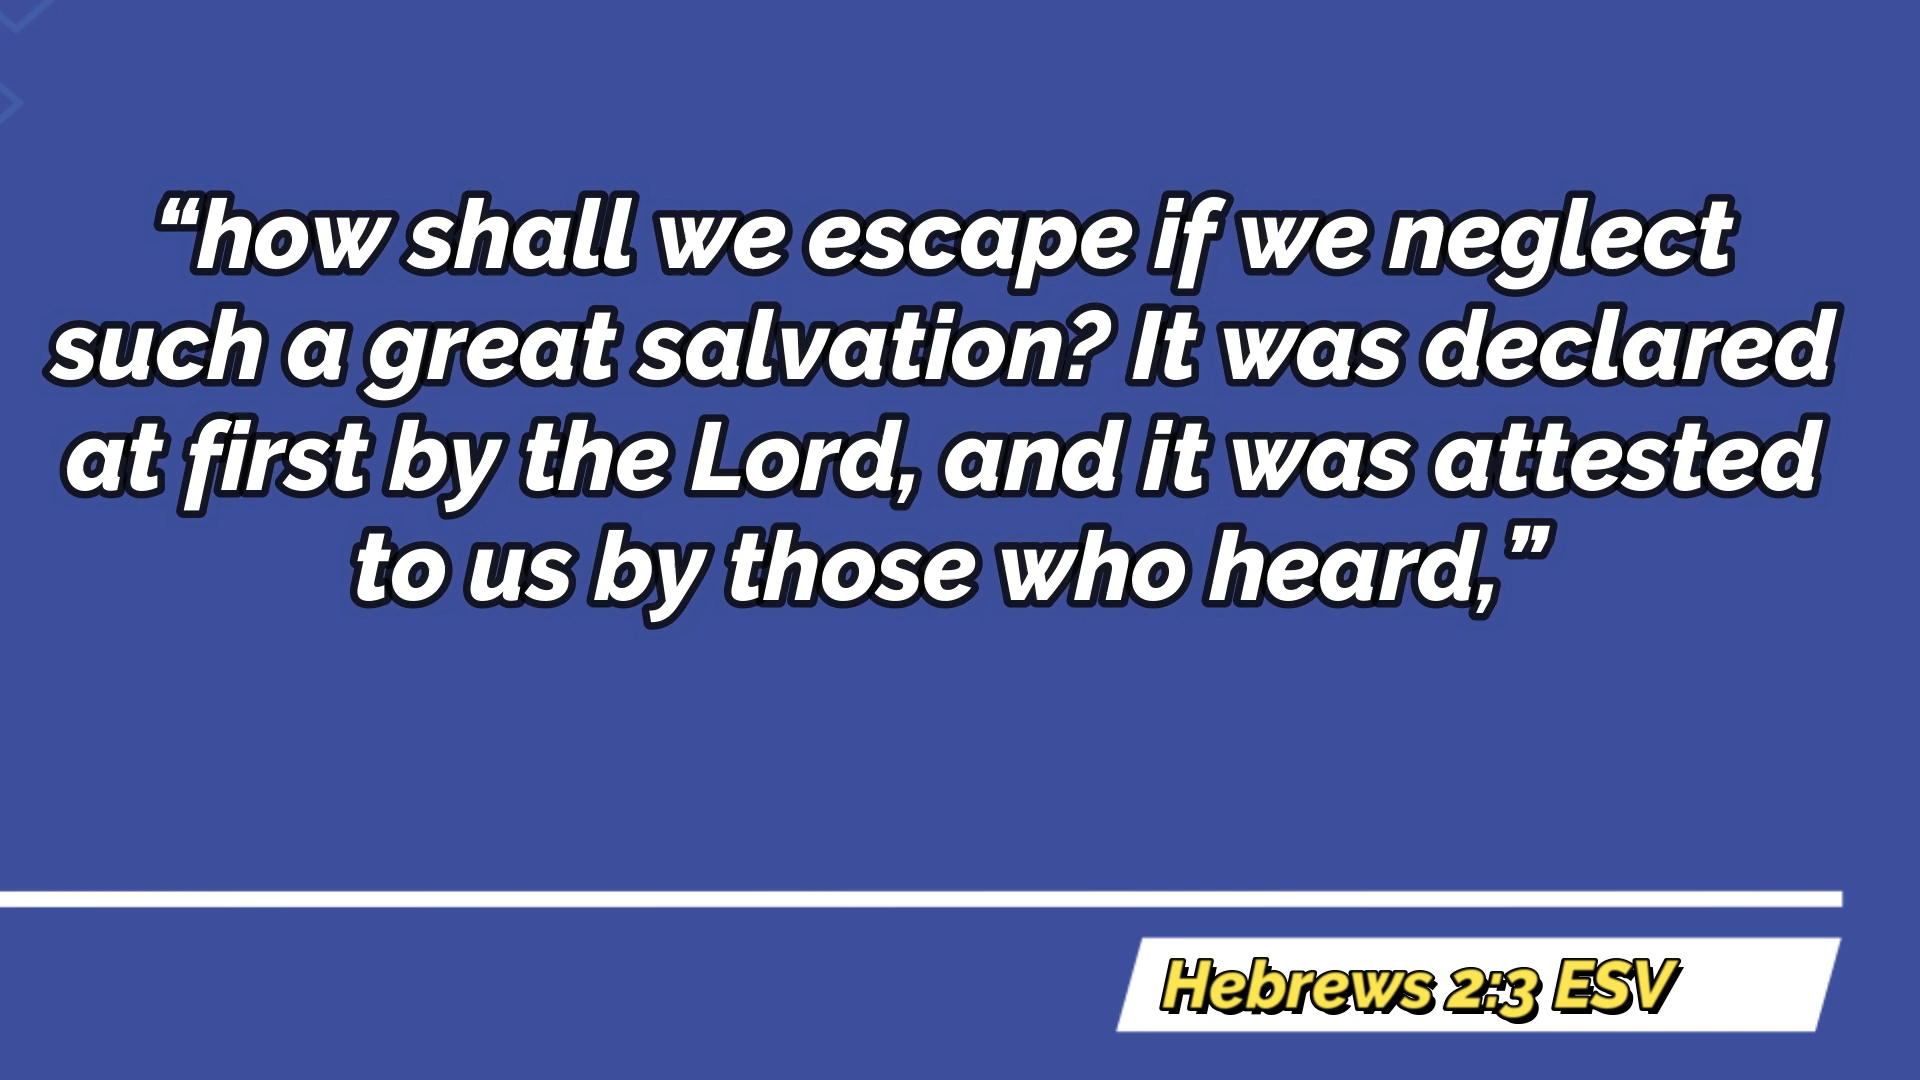 “how shall we escape if we neglect
such a great salvation? It was declared
at first by the Lord, and it was attested
to us by those who heard,”
Hebrews 2:3 ESV